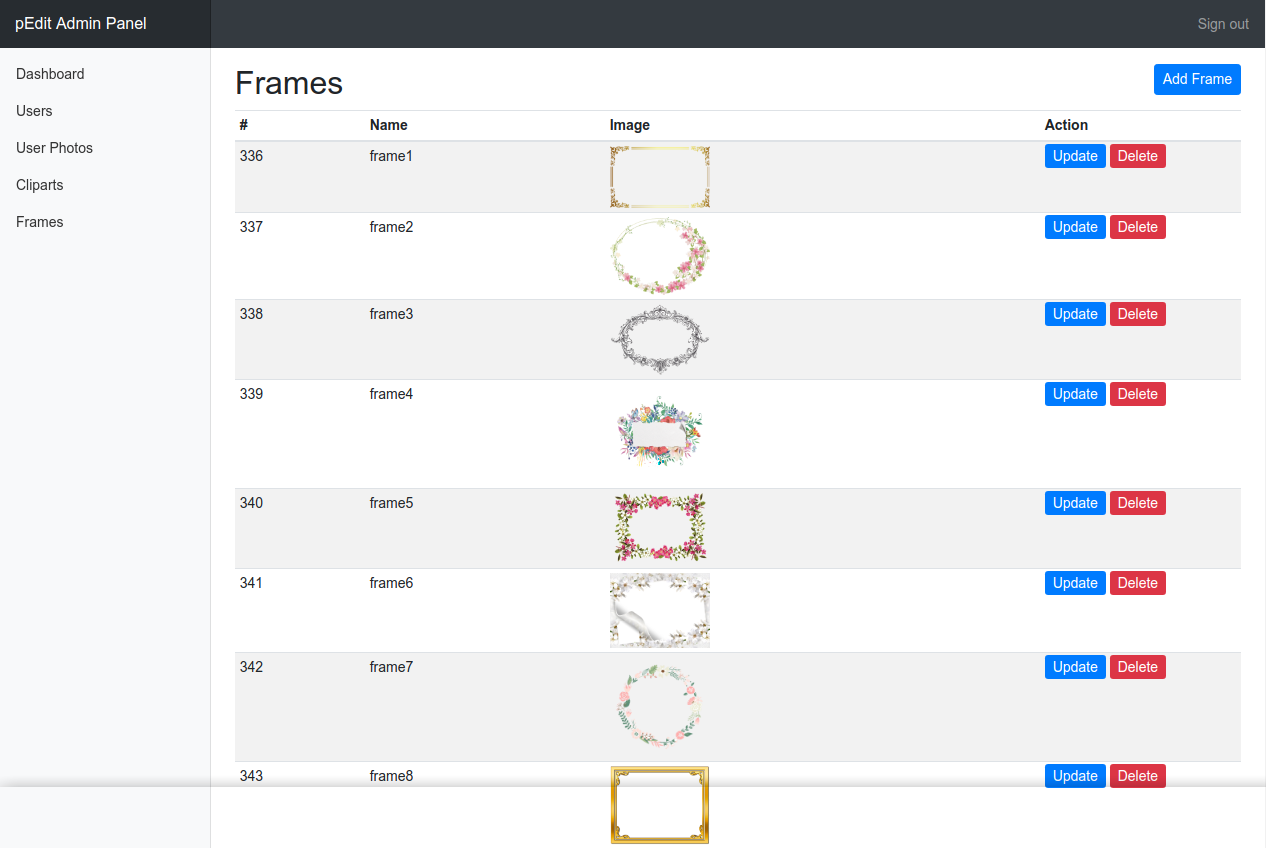 pEdit Admin Panel
Sign out
Dashboard
Users
User Photos
Cliparts
Frames
Frames
Add Frame
# Name Image Action
336 frame1 Update Delete
337 frame2 Update Delete
338 frame3 Update Delete
339 frame4 Update Delete
340 frame5 Update Delete
341 frame6 Update Delete
342 frame7 Update Delete
343 frame8 Update Delete